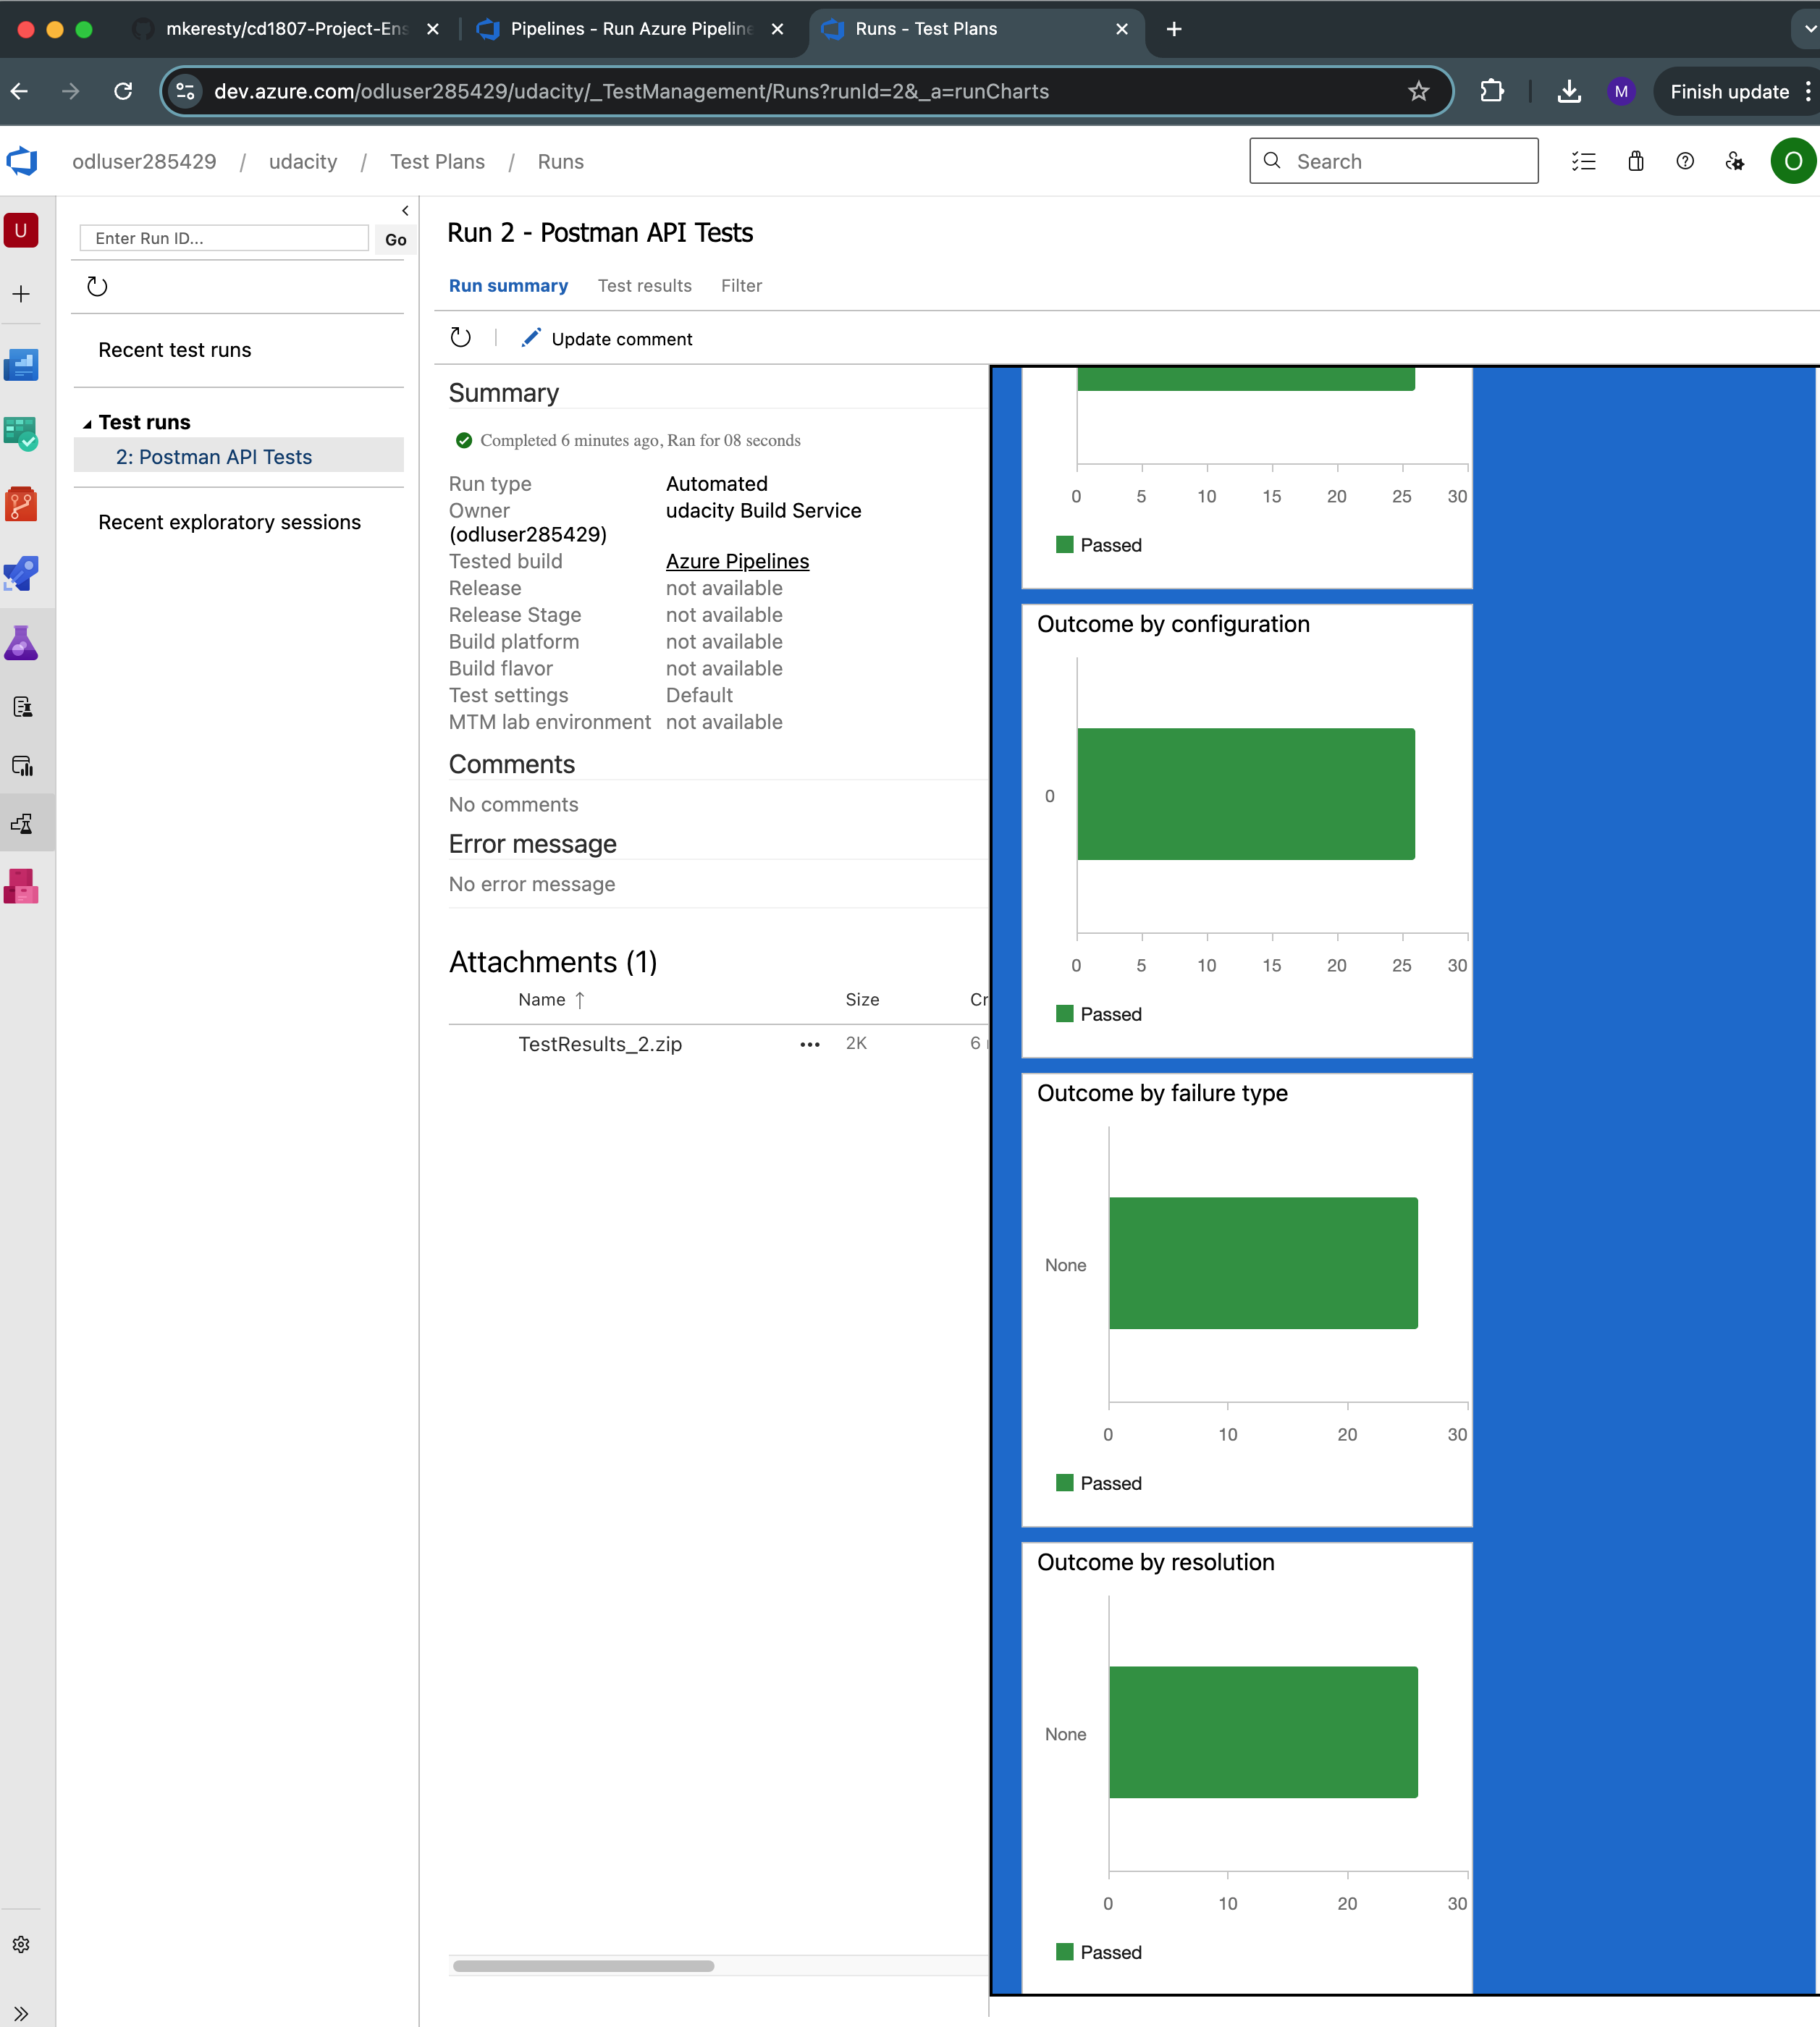 mkeresty/cd1807-Project-Ens
Pipelines - Run Azure Pipeline
Runs - Test Plans
dev.azure.com/odluser285429/udacity/_TestManagement/Runs?runId=2&_a=runCharts
M
Finish update
odluser285429 / udacity / Test Plans / Runs
Search
O
U
Enter Run ID...
Go
Recent test runs
Test runs
2: Postman API Tests
Recent exploratory sessions
Run 2 - Postman API Tests
Run summary
Test results
Filter
Update comment
Summary
Completed 6 minutes ago, Ran for 08 seconds
Run type Automated
Owner udacity Build Service
(odluser285429)
Tested build Azure Pipelines
Release not available
Release Stage not available
Build platform not available
Build flavor not available
Test settings Default
MTM lab environment not available
Comments
No comments
Error message
No error message
Attachments (1)
Name ↑ Size Cr
TestResults_2.zip ••• 2K 6
0 5 10 15 20 25 30
Passed
Outcome by configuration
0
0 5 10 15 20 25 30
Passed
Outcome by failure type
None
0 10 20 30
Passed
Outcome by resolution
None
0 10 20 30
Passed